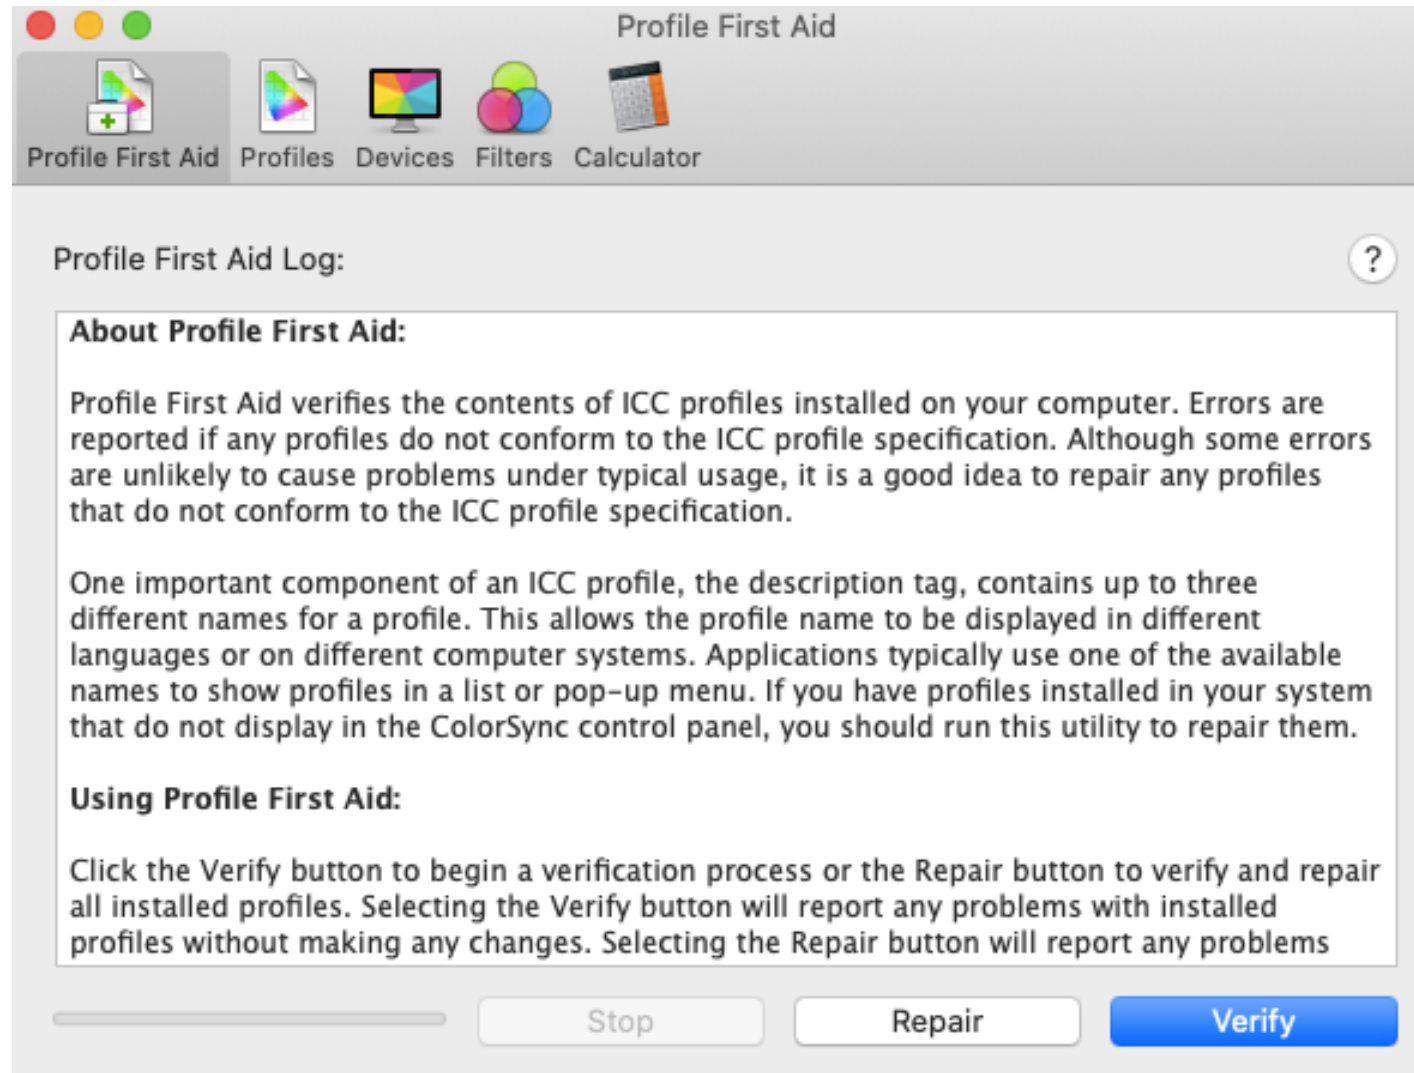 Profile First Aid
Profile First Aid Profiles Devices Filters Calculator
Profile First Aid Log:
?
About Profile First Aid:
Profile First Aid verifies the contents of ICC profiles installed on your computer. Errors are
reported if any profiles do not conform to the ICC profile specification. Although some errors
are unlikely to cause problems under typical usage, it is a good idea to repair any profiles
that do not conform to the ICC profile specification.
One important component of an ICC profile, the description tag, contains up to three
different names for a profile. This allows the profile name to be displayed in different
languages or on different computer systems. Applications typically use one of the available
names to show profiles in a list or pop-up menu. If you have profiles installed in your system
that do not display in the ColorSync control panel, you should run this utility to repair them.
Using Profile First Aid:
Click the Verify button to begin a verification process or the Repair button to verify and repair
all installed profiles. Selecting the Verify button will report any problems with installed
profiles without making any changes. Selecting the Repair button will report any problems
Stop Repair Verify